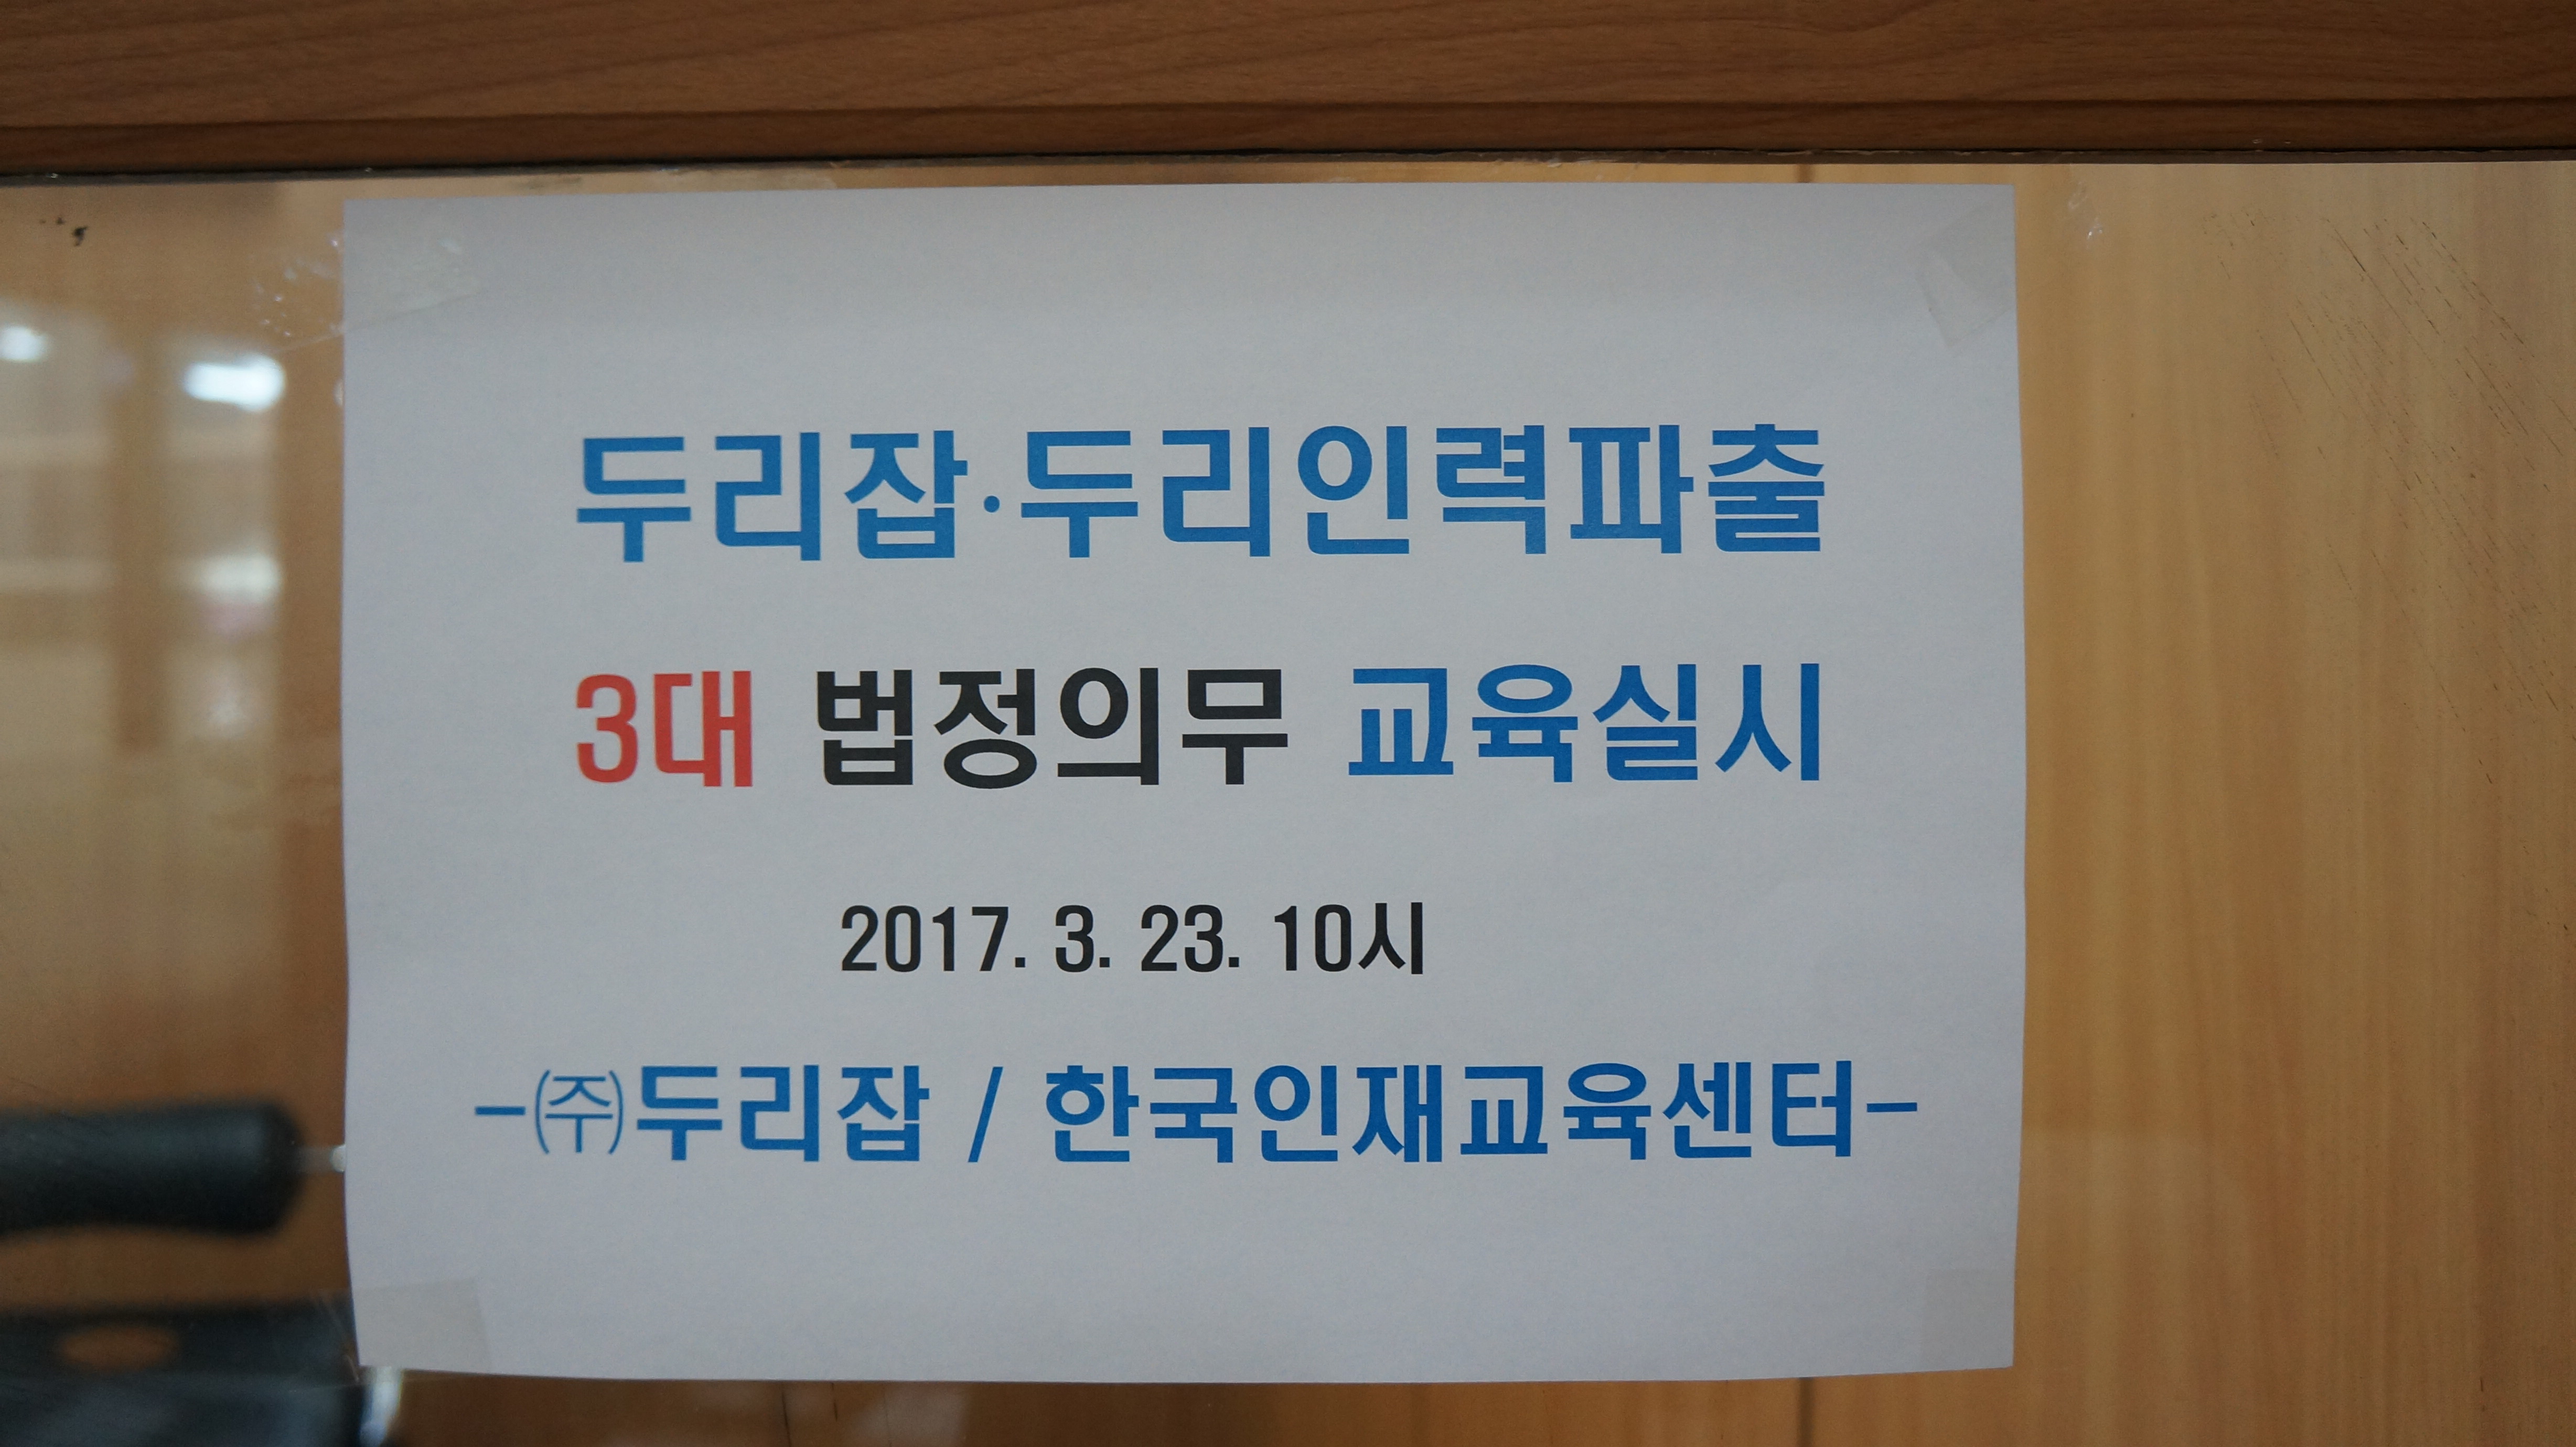 두리잡·두리인력파출
3대 법정의무 교육실시
2017. 3. 23. 10시
-㈜두리잡 / 한국인재교육센터-